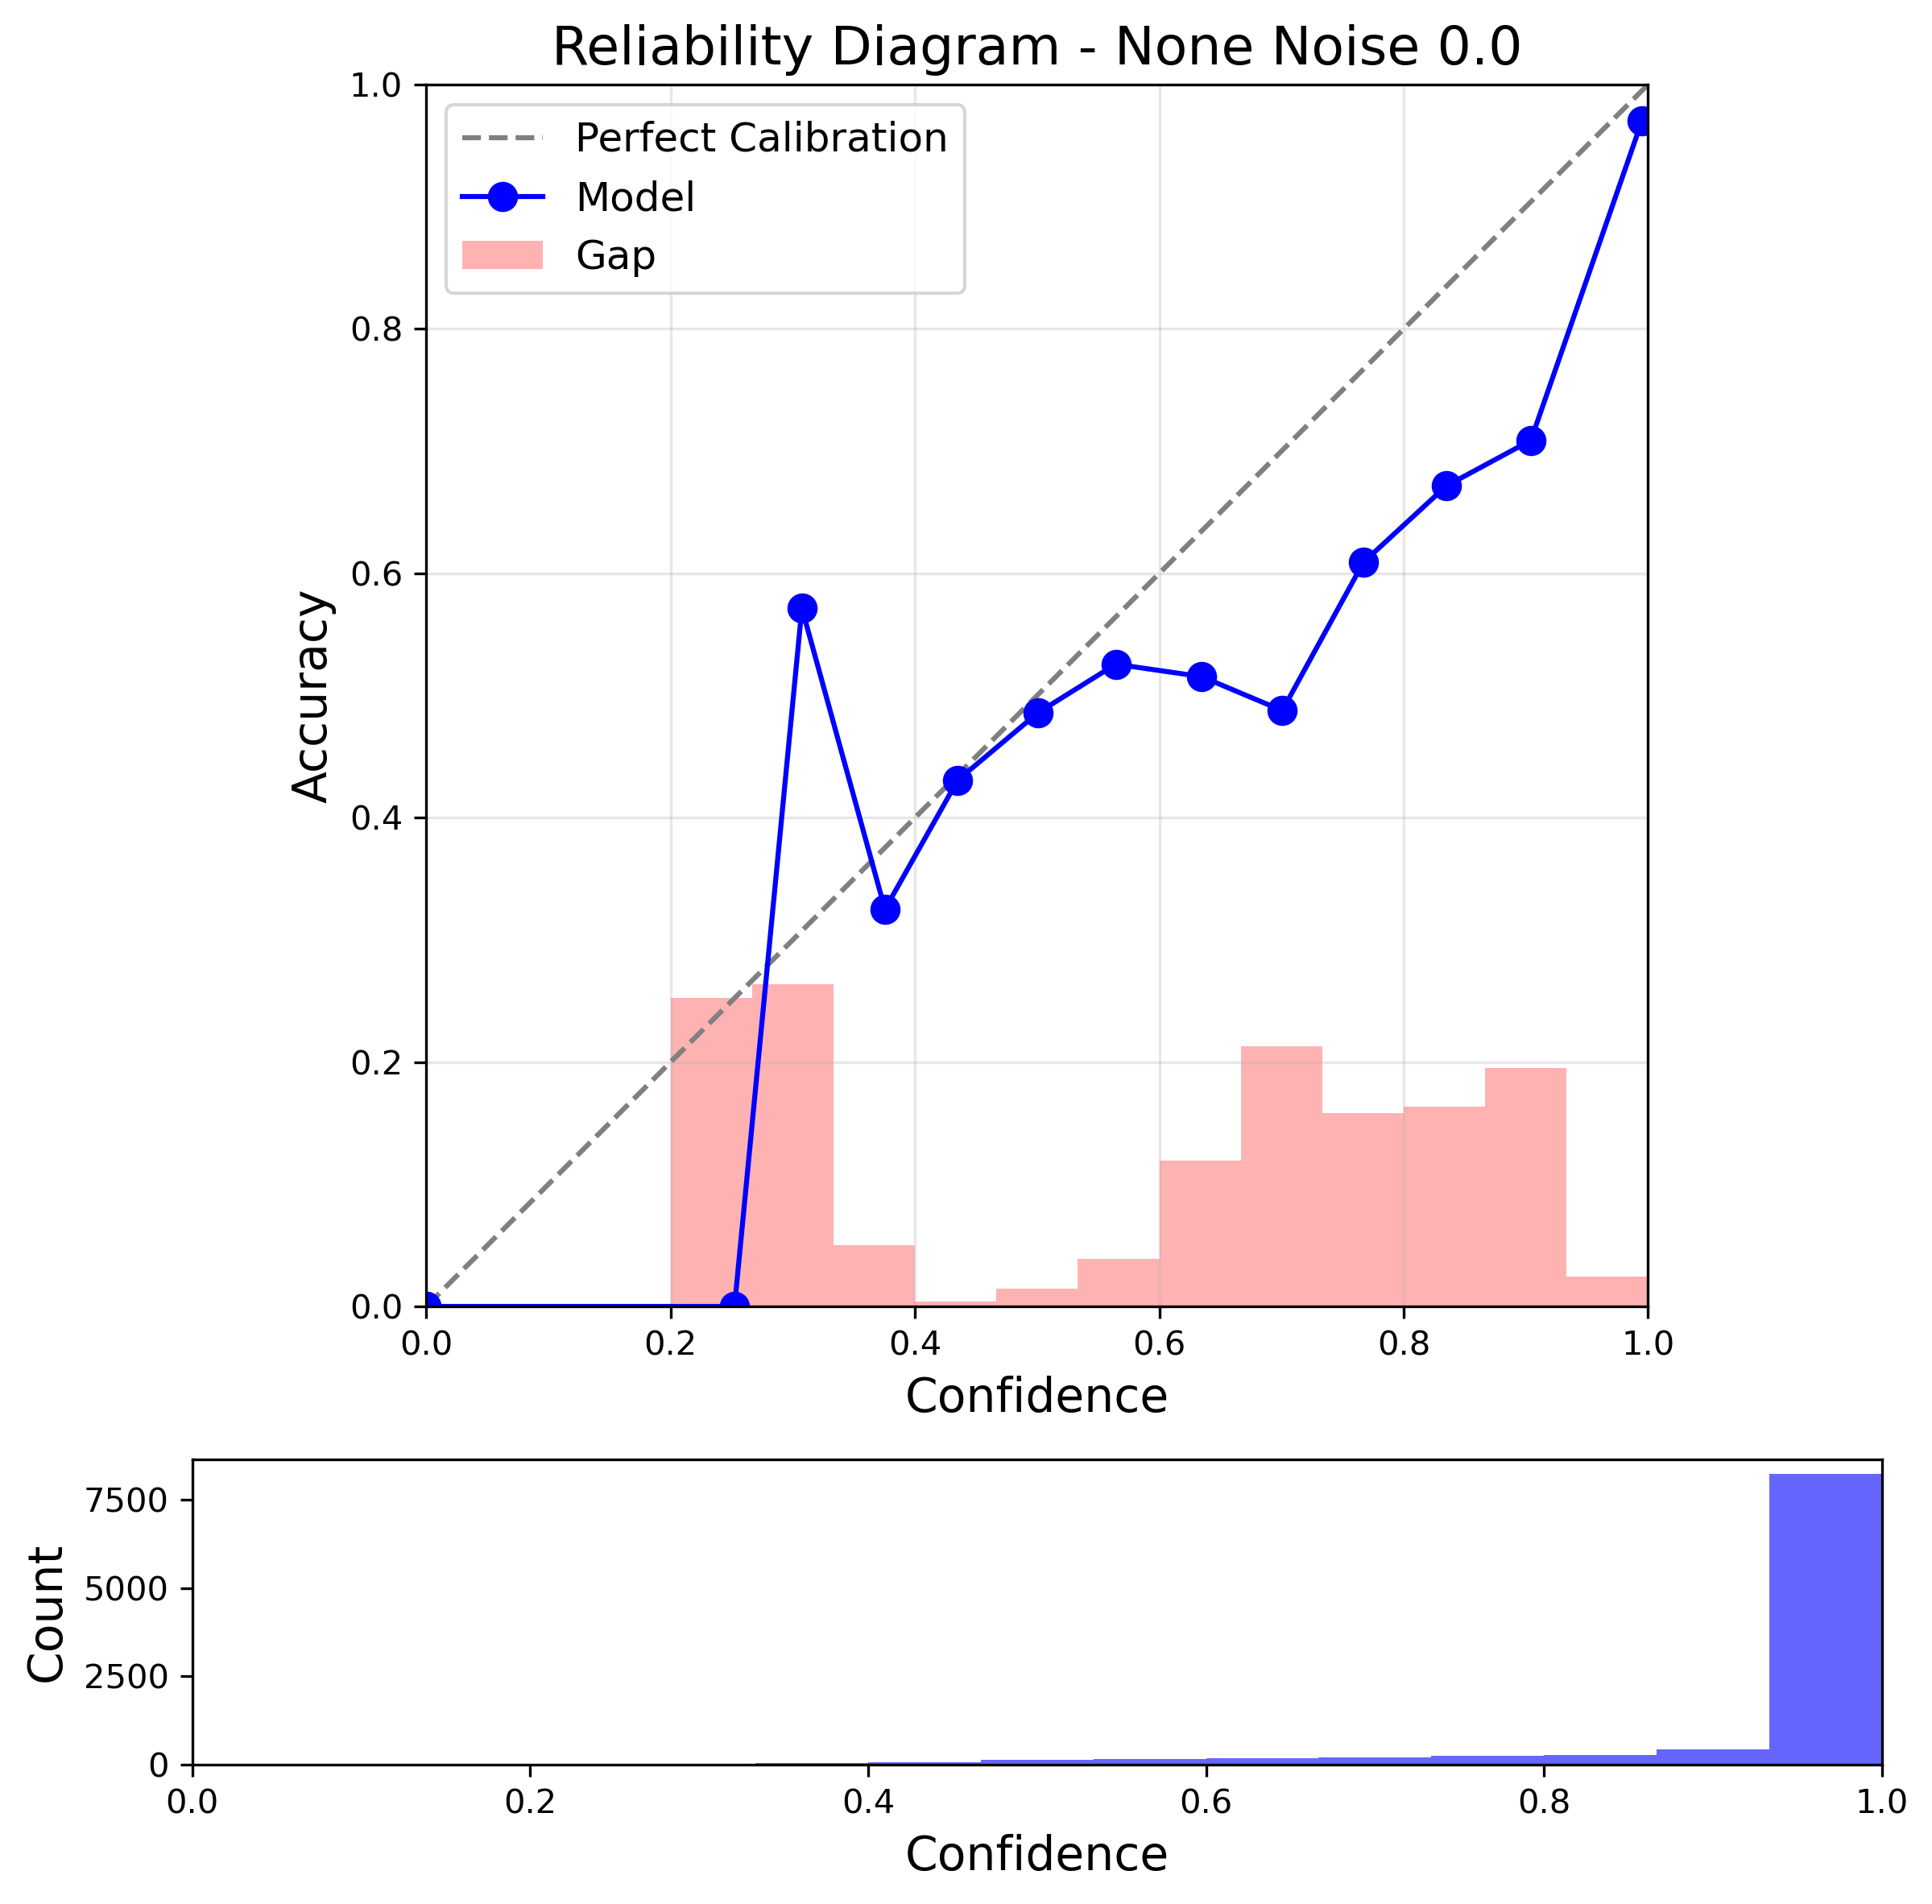 Reliability Diagram - None Noise 0.0
Perfect Calibration
Model
Gap
Accuracy
1.0
0.8
0.6
0.4
0.2
0.0
0.0 0.2 0.4 0.6 0.8 1.0
Confidence
Count
7500
5000
2500
0
0.0 0.2 0.4 0.6 0.8 1.0
Confidence